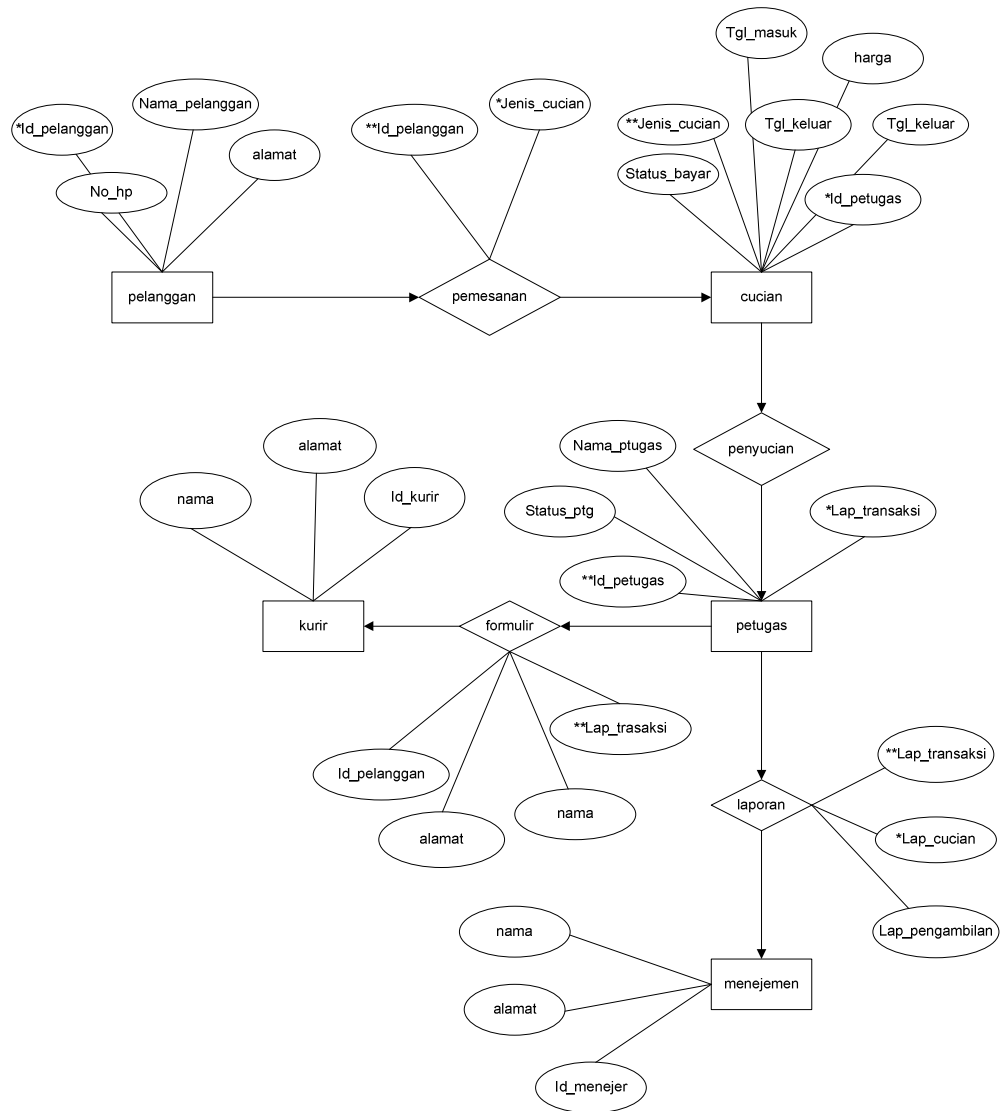 Tgl_masuk
harga
Nama_pelanggan
*Jenis_cucian
*Id_pelanggan
**Id_pelanggan
**Jenis_cucian
Tgl_keluar
Tgl_keluar
alamat
Status_bayar
No_hp
*Id_petugas
pelanggan
pemesanan
cucian
alamat
Nama_ptugas
penyucian
nama
Id_kurir
Status_ptg
*Lap_transaksi
**Id_petugas
kurir
formulir
petugas
**Lap_trasaksi
Id_pelanggan
**Lap_transaksi
laporan
nama
alamat
*Lap_cucian
nama
Lap_pengambilan
menejemen
alamat
Id_menejer